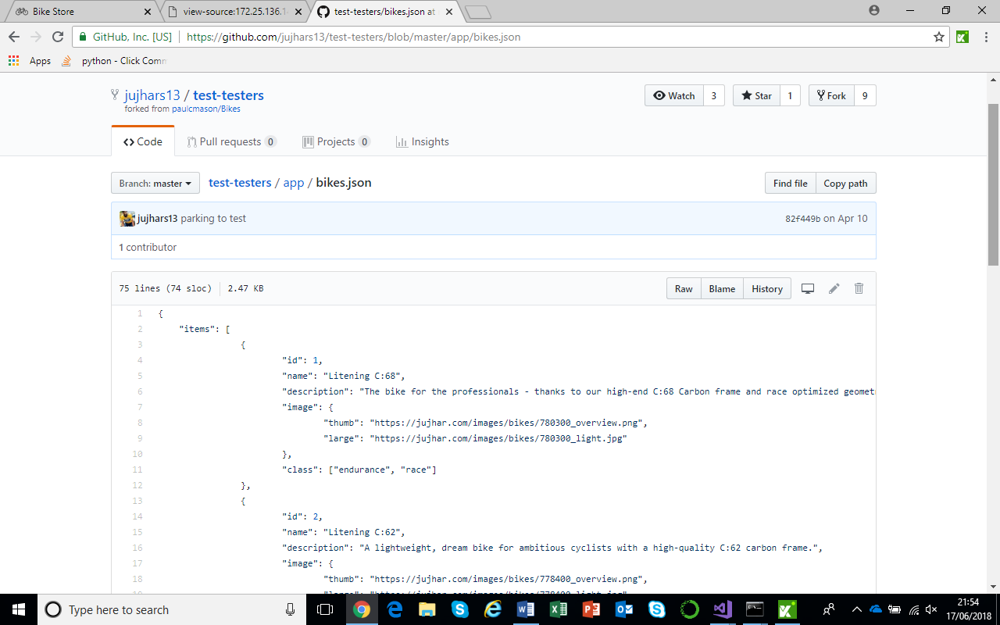 Bike Store
view-source:172.25.136.1
test-testers/bikes.json at
GitHub, Inc. [US]
https://github.com/jujhars13/test-testers/blob/master/app/bikes.json
Apps
python - Click Comm
jujhars13 / test-testers
forked from paulcmason/Bikes
Watch 3
Star 1
Fork 9
Code
Pull requests 0
Projects 0
Insights
Branch: master
test-testers / app / bikes.json
Find file
Copy path
jujhars13 parking to test
82f449b on Apr 10
1 contributor
75 lines (74 sloc) 2.47 KB
Raw
Blame
History
1 {
2 "items": [
3 {
4 "id": 1,
5 "name": "Litening C:68",
6 "description": "The bike for the professionals - thanks to our high-end C:68 Carbon frame and race optimized geomet
7 "image": {
8 "thumb": "https://jujhar.com/images/bikes/780300_overview.png",
9 "large": "https://jujhar.com/images/bikes/780300_light.jpg"
10 },
11 "class": ["endurance", "race"]
12 },
13 {
14 "id": 2,
15 "name": "Litening C:62",
16 "description": "A lightweight, dream bike for ambitious cyclists with a high-quality C:62 carbon frame.",
17 "image": {
18 "thumb": "https://jujhar.com/images/bikes/778400_overview.png",
Type here to search
21:54
17/06/2018